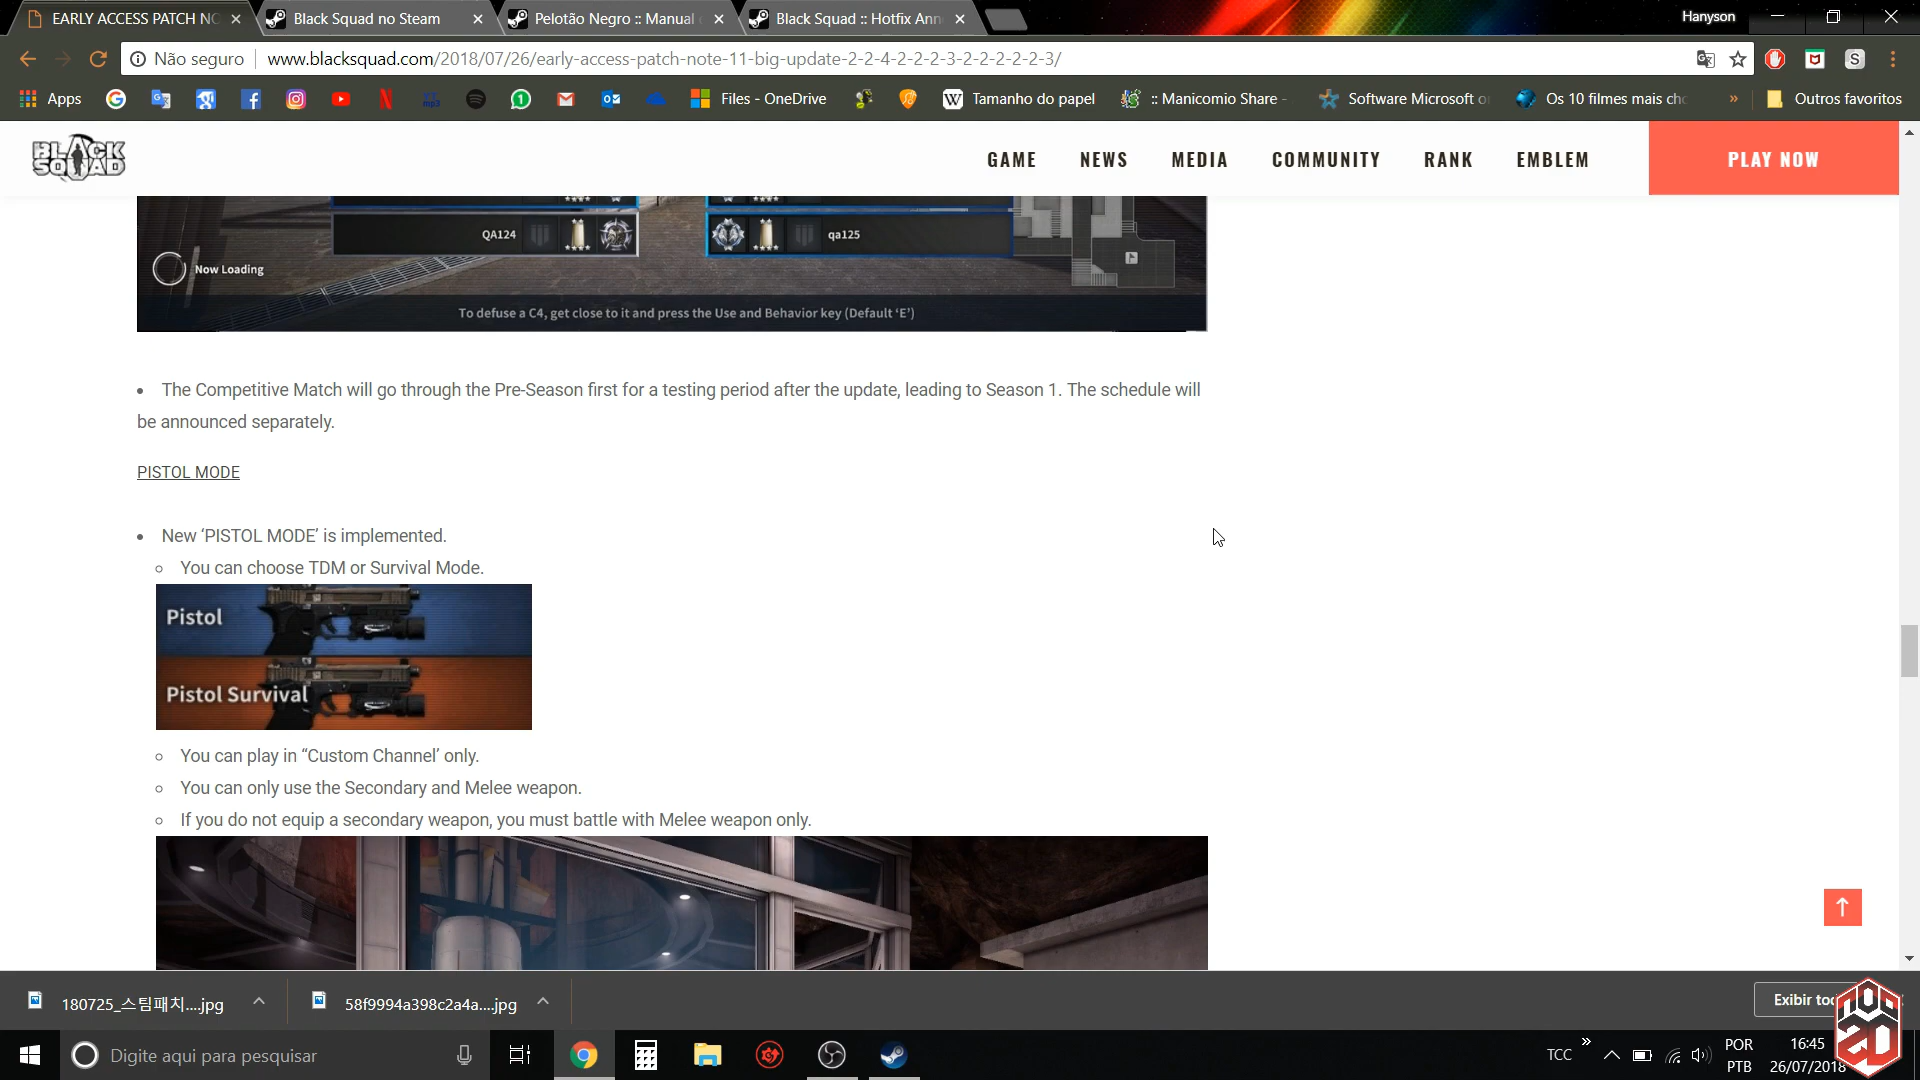 EARLY ACCESS PATCH NO
Black Squad no Steam
Pelotão Negro :: Manual
Black Squad :: Hotfix Ann
Hanyson
Não seguro
www.blacksquad.com/2018/07/26/early-access-patch-note-11-big-update-2-2-4-2-2-2-3-2-2-2-2-2-3/
Apps
Files - OneDrive
Tamanho do papel
:: Manicomio Share -
Software Microsoft o
Os 10 filmes mais ch
»
Outros favoritos
BLACK SQUAD
GAME
NEWS
MEDIA
COMMUNITY
RANK
EMBLEM
PLAY NOW
QA124
qa125
Now Loading
To defuse a C4, get close to it and press the Use and Behavior key (Default ‘E’)
• The Competitive Match will go through the Pre-Season first for a testing period after the update, leading to Season 1. The schedule will
be announced separately.
PISTOL MODE
• New ‘PISTOL MODE’ is implemented.
○ You can choose TDM or Survival Mode.
Pistol
Pistol Survival
○ You can play in “Custom Channel’ only.
○ You can only use the Secondary and Melee weapon.
○ If you do not equip a secondary weapon, you must battle with Melee weapon only.
180725_스팀패치....jpg
58f9994a398c2a4a....jpg
Exibir to
Digite aqui para pesquisar
TCC
»
POR
PTB
16:45
26/07/2018